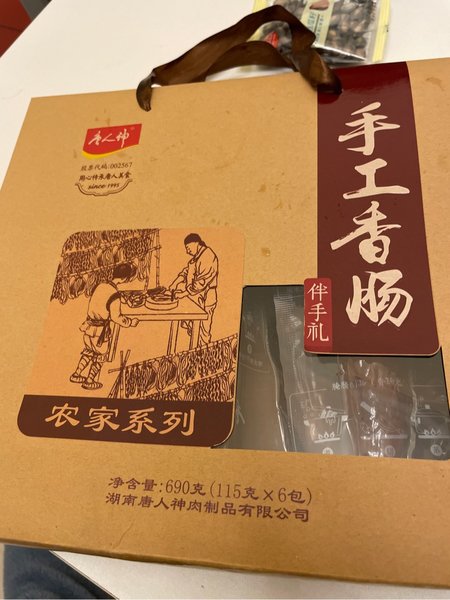 唐人神
股票代码:002567
用心传承唐人美食
since·1995
手工香肠
伴手礼
农家系列
净含量:690克(115克×6包)
湖南唐人神肉制品有限公司